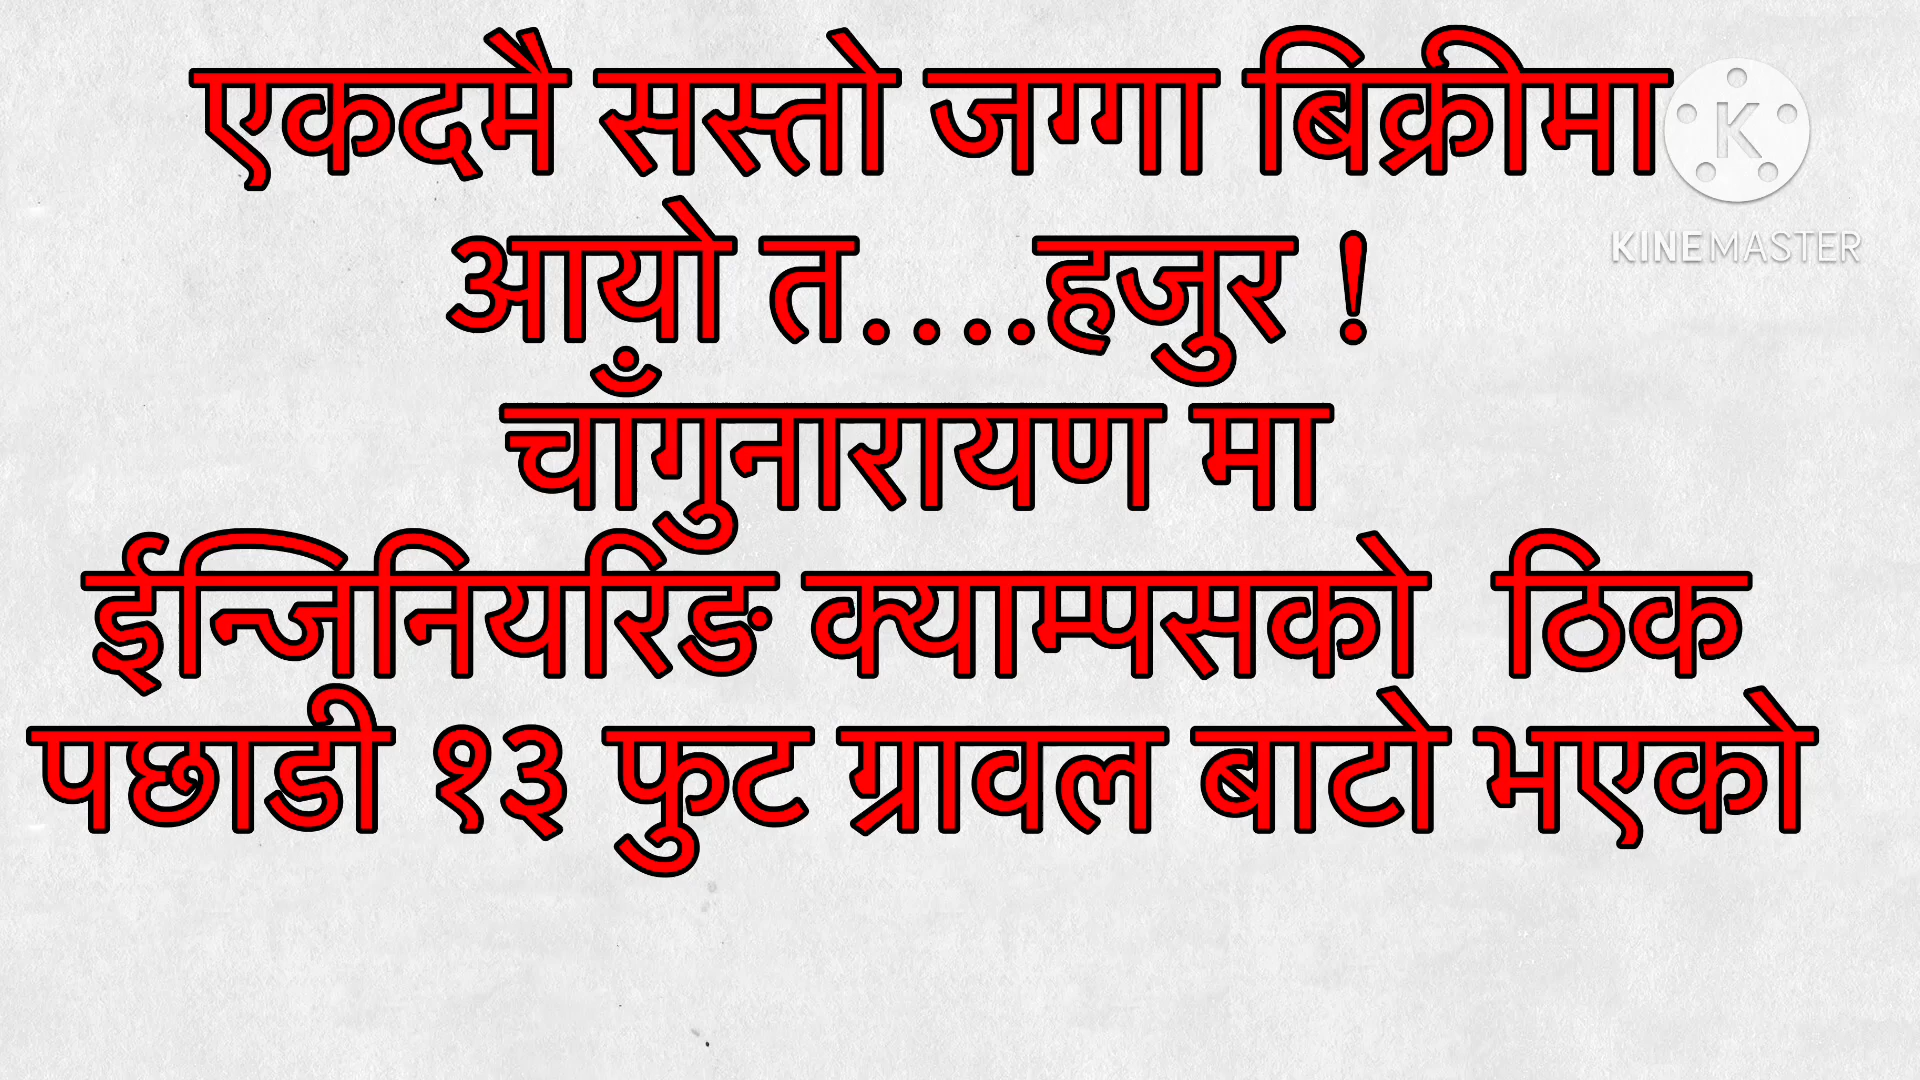 एकदमै सस्तो जग्गा बिक्रीमा
आयो त....हजुर !
चाँगुनारायण मा
ईन्जिनियरिङ क्याम्पसको  ठिक
पछाडी १३ फुट ग्रावल बाटो भएको
K
KINEMASTER